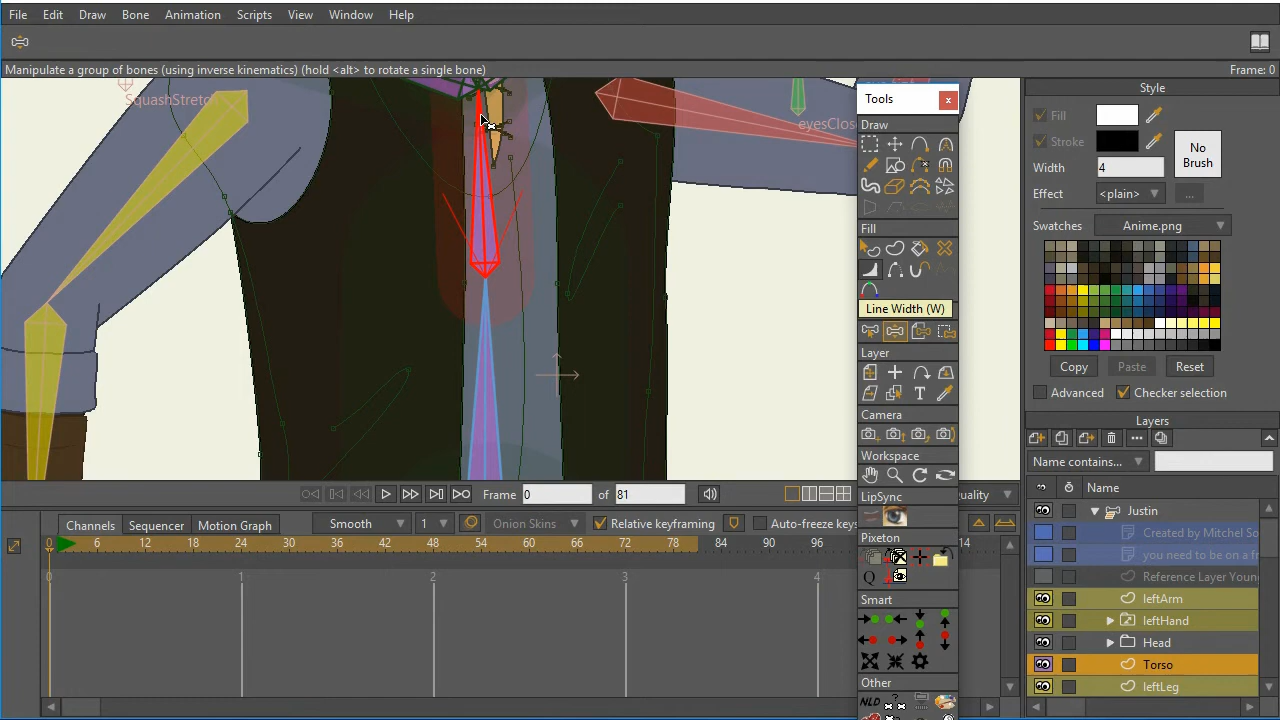 File Edit Draw Bone Animation Scripts View Window Help
Manipulate a group of bones (using inverse kinematics) (hold <alt> to rotate a single bone) Frame: 0
SquashStretch
eyesClos
Tools
x
Draw
Fill
Line Width (W)
Layer
T
Camera
Workspace
LipSync
Pixeton
Q
Smart
Other
NLD
Style
Fill
Stroke
No Brush
Width 4
Effect <plain> ...
Swatches Anime.png
Copy Paste Reset
Advanced Checker selection
Layers
Name contains...
Name
Justin
Created by Mitchel So
you need to be on a fr
Reference Layer Youn
leftArm
leftHand
Head
Torso
leftLeg
Frame 0 of 81 uality
Channels Sequencer Motion Graph Smooth 1 Onion Skins Relative keyframing Auto-freeze keys
0 6 12 18 24 30 36 42 48 54 60 66 72 78 84 90 96 14
0 1 2 3 4